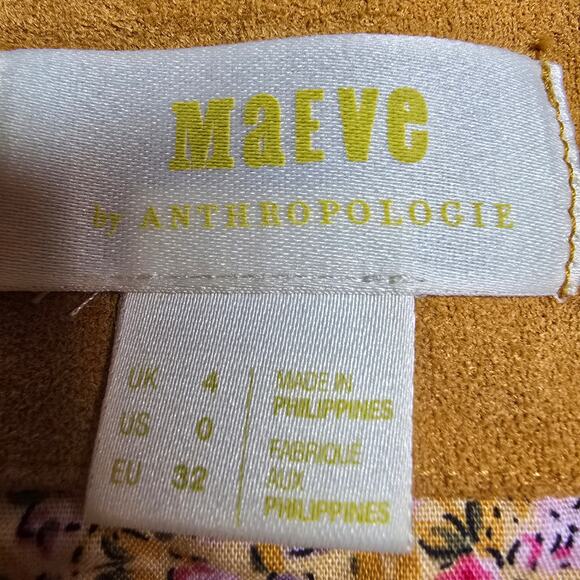 MaEVe
by ANTHROPOLOGIE
UK 4
US 0
EU 32
MADE IN
PHILIPPINES
FABRIQUÉ
AUX
PHILIPPINES